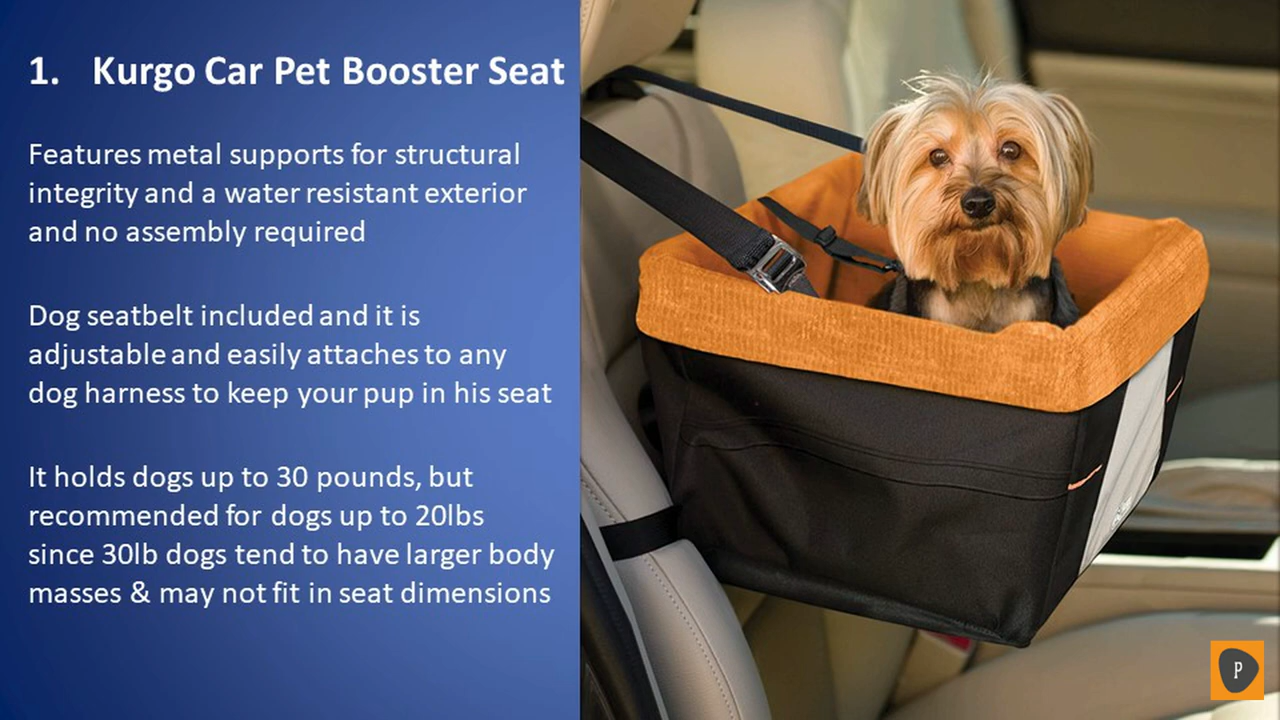 1. Kurgo Car Pet Booster Seat
Features metal supports for structural
integrity and a water resistant exterior
and no assembly required
Dog seatbelt included and it is
adjustable and easily attaches to any
dog harness to keep your pup in his seat
It holds dogs up to 30 pounds, but
recommended for dogs up to 20lbs
since 30lb dogs tend to have larger body
masses & may not fit in seat dimensions
P